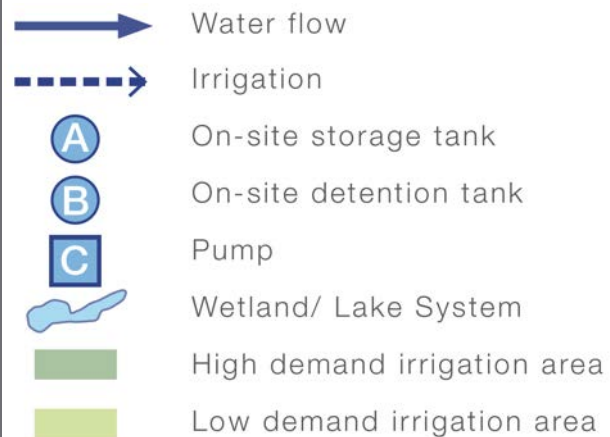 Water flow
Irrigation
A On-site storage tank
B On-site detention tank
C Pump
Wetland/ Lake System
High demand irrigation area
Low demand irrigation area